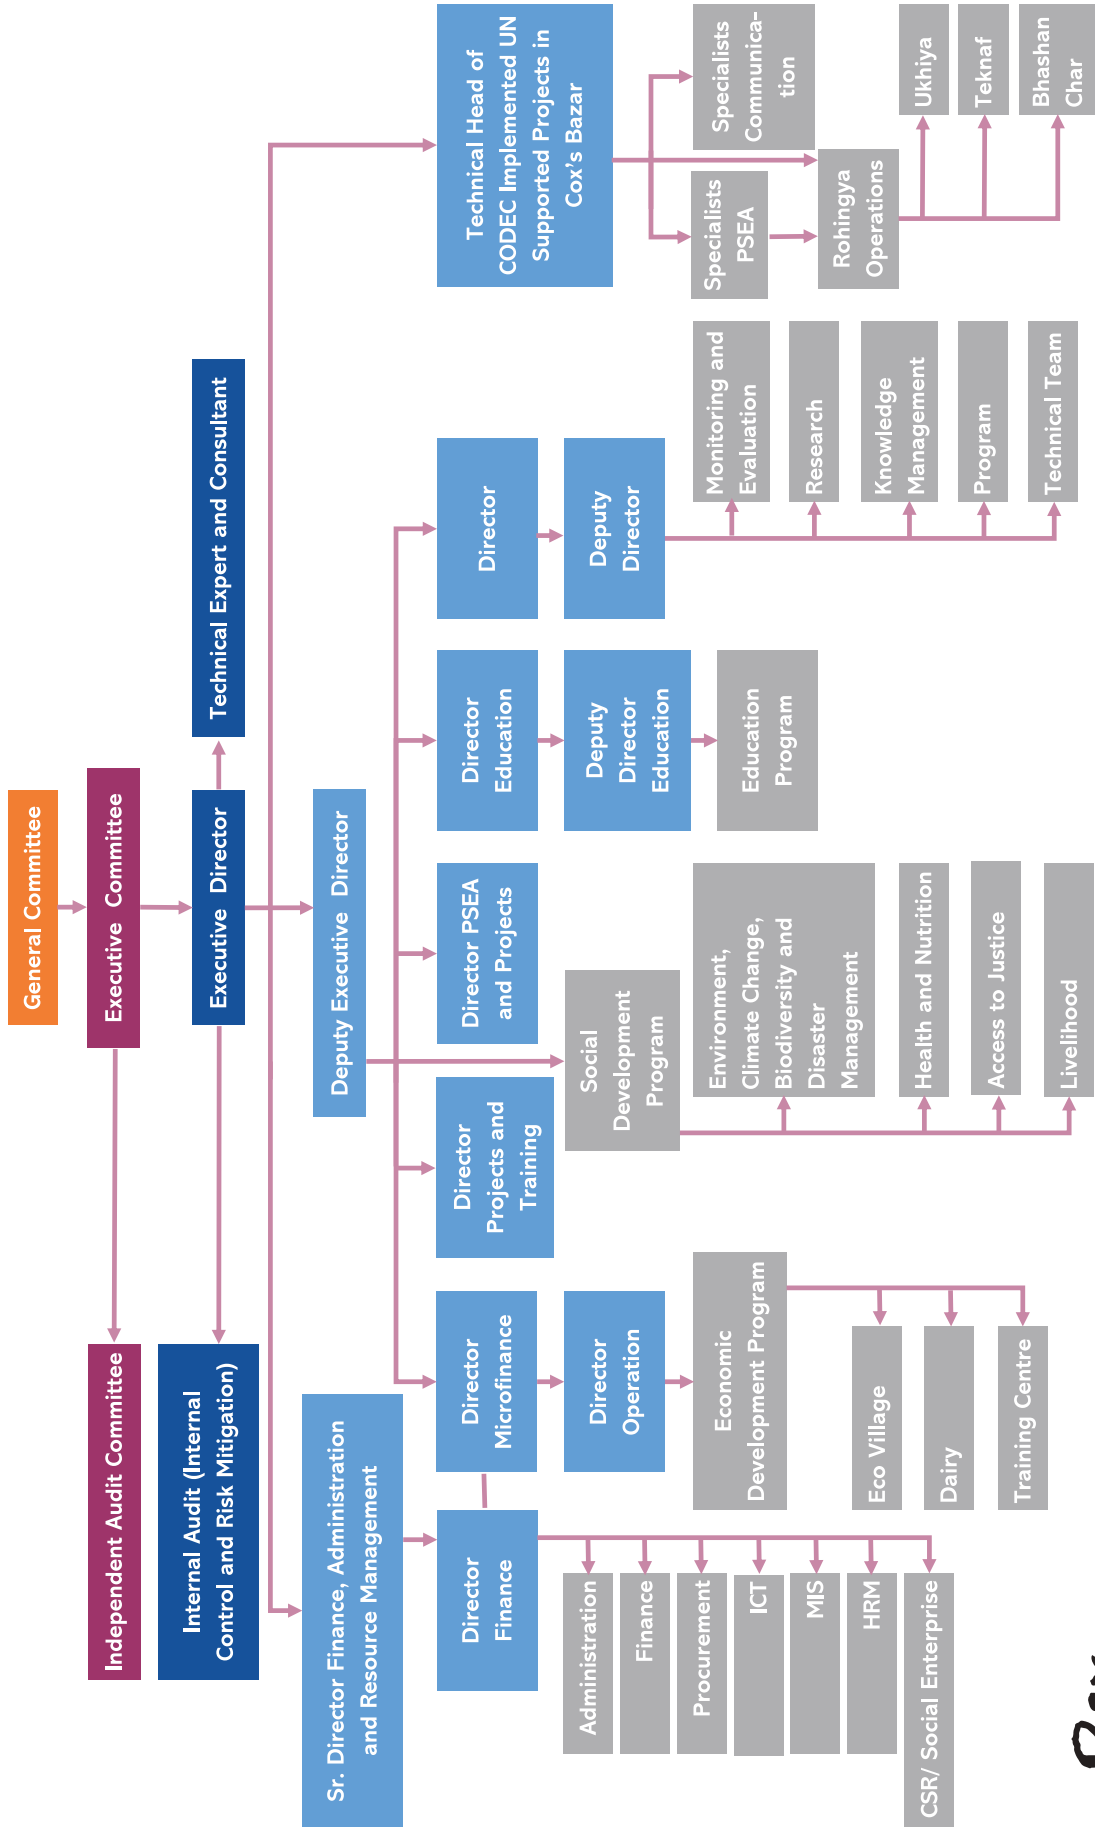 General Committee
Executive Committee
Independent Audit Committee
Executive Director
Technical Expert and Consultant
Internal Audit (Internal
Control and Risk Mitigation)
Deputy Executive Director
Sr. Director Finance, Administration
and Resource Management
Director
Finance
Director
Microfinance
Director
Projects and
Training
Director PSEA
and Projects
Director
Education
Director
Technical Head of
CODEC Implemented UN
Supported Projects in
Cox's Bazar
Director
Operation
Social
Development
Program
Deputy
Director
Education
Deputy
Director
Administration
Finance
Procurement
ICT
MIS
HRM
CSR/ Social Enterprise
Economic
Development Program
Eco Village
Dairy
Training Centre
Environment,
Climate Change,
Biodiversity and
Disaster
Management
Health and Nutrition
Access to Justice
Livelihood
Education
Program
Monitoring and
Evaluation
Research
Knowledge
Management
Program
Technical Team
Specialists
PSEA
Specialists
Communica-
tion
Rohingya
Operations
Ukhiya
Teknaf
Bhashan
Char